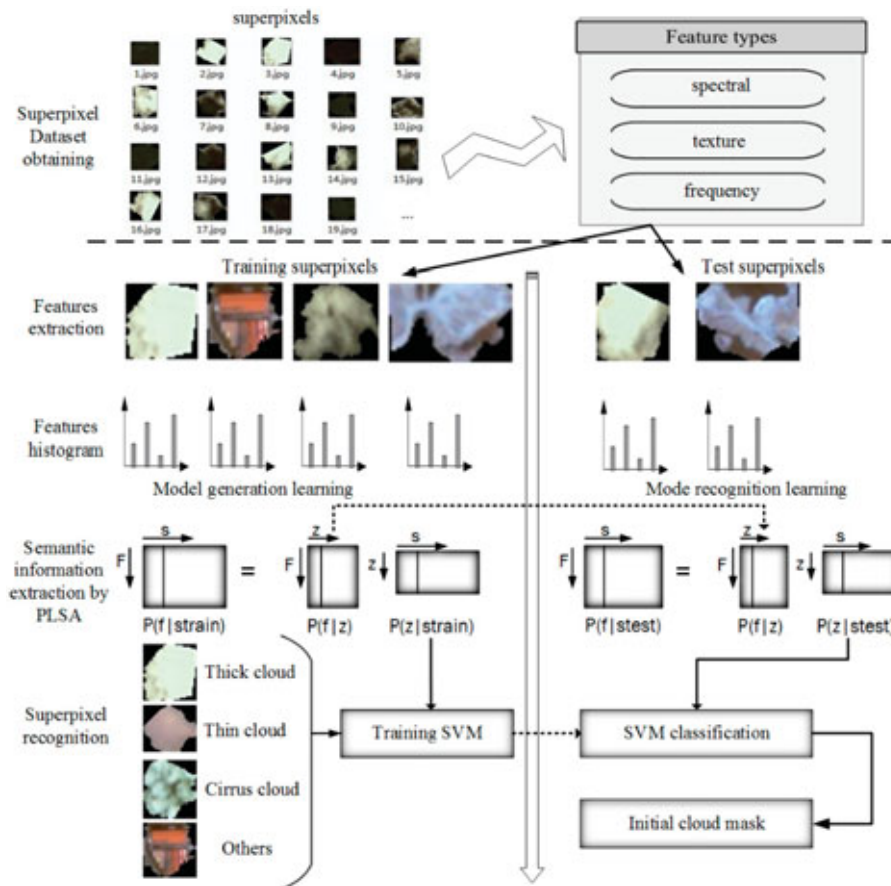 superpixels
1.jpg 2.jpg 3.jpg 4.jpg 5.jpg
6.jpg 7.jpg 8.jpg 9.jpg 10.jpg
11.jpg 12.jpg 13.jpg 14.jpg 15.jpg
16.jpg 17.jpg 18.jpg 19.jpg ...
Superpixel
Dataset
obtaining
Feature types
spectral
texture
frequency
Training superpixels
Test superpixels
Features
extraction
Features
histogram
Model generation learning
Mode recognition learning
Semantic
information
extraction by
PLSA
F s = F z z s
P(f|strain) P(f|z) P(z|strain)
F s = F z z s
P(f|stest) P(f|z) P(z|stest)
Superpixel
recognition
Thick cloud
Thin cloud
Cirrus cloud
Others
Training SVM
SVM classification
Initial cloud mask